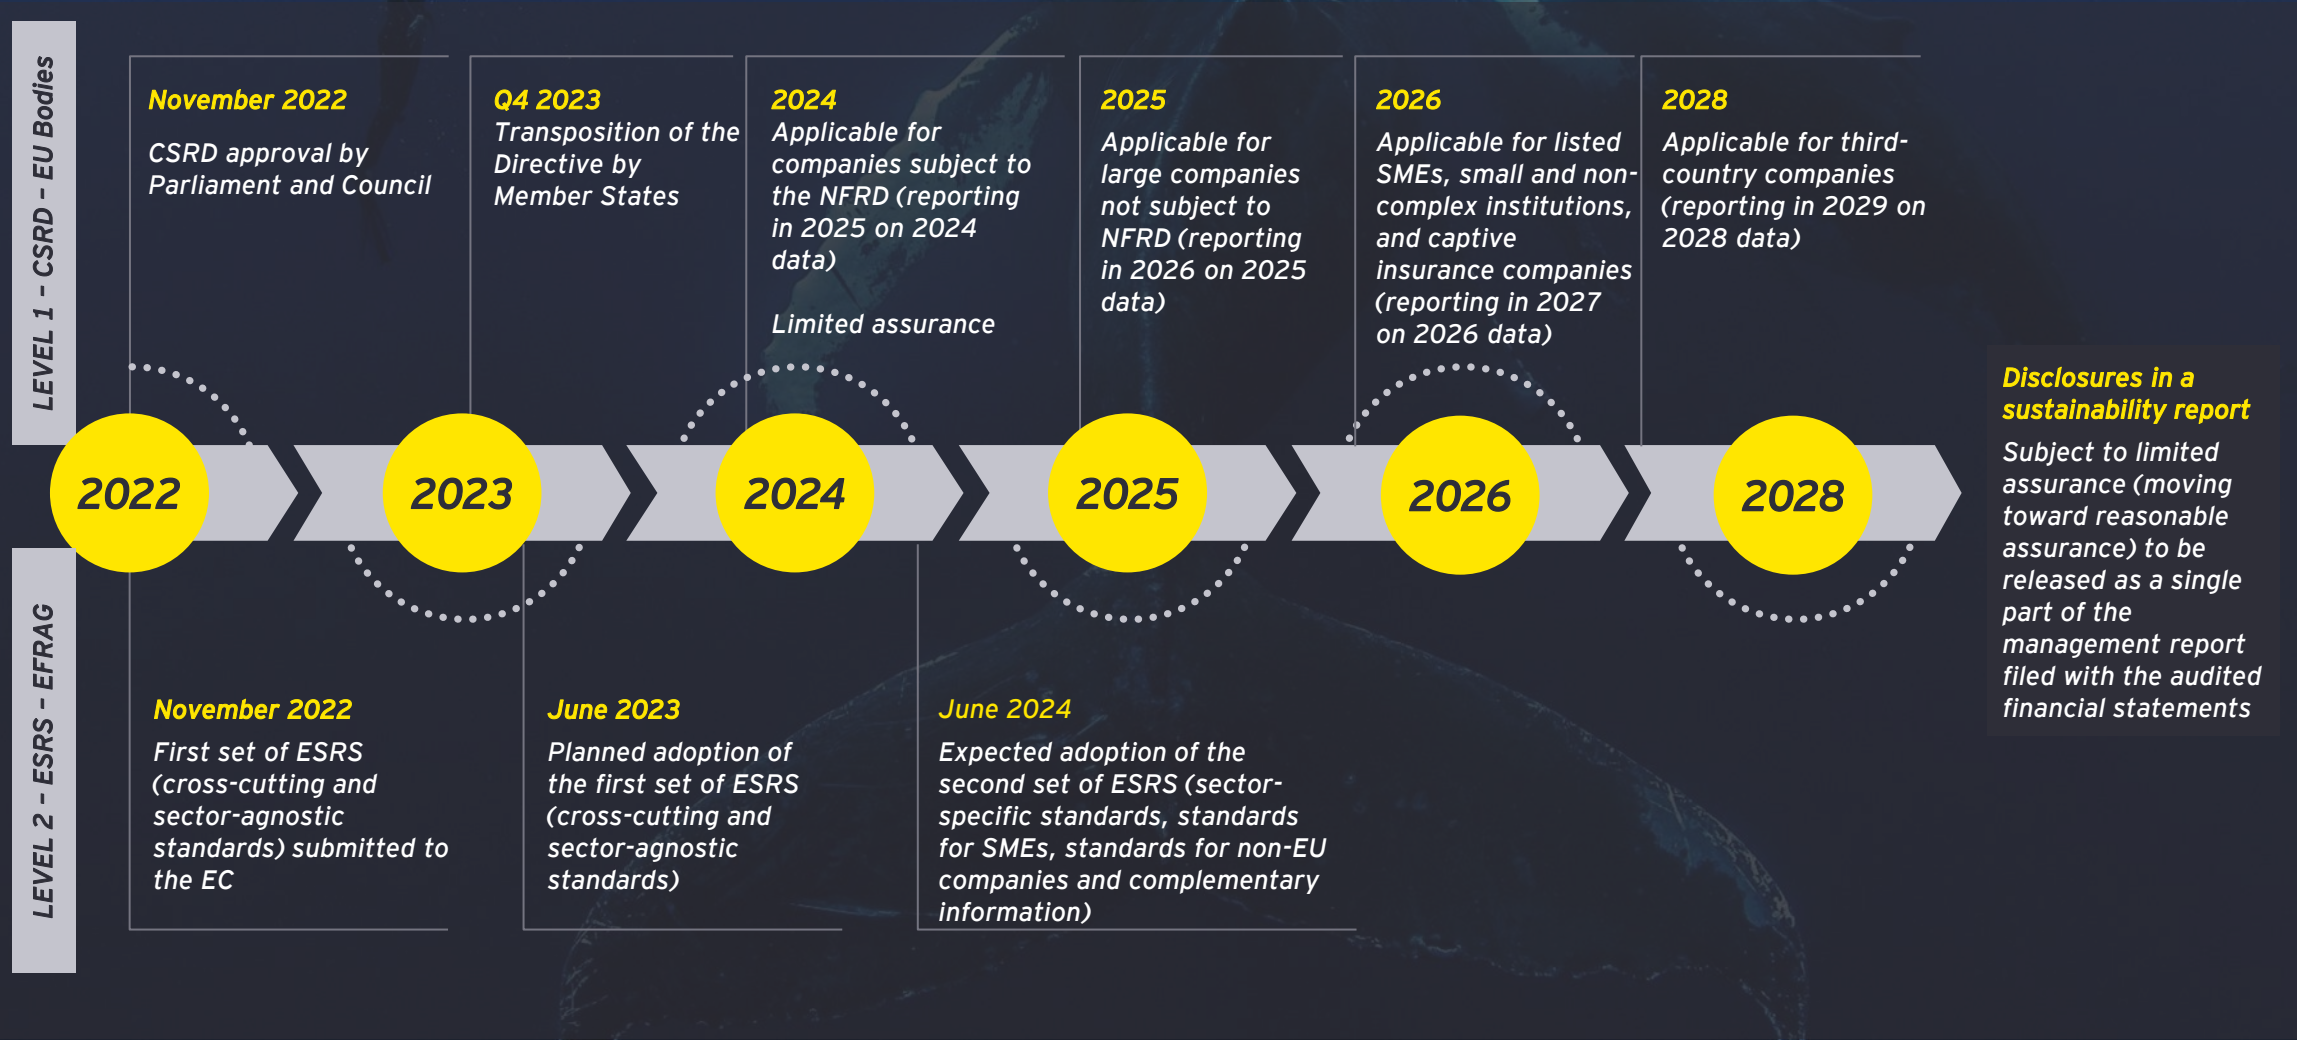 LEVEL 1 - CSRD - EU Bodies
November 2022
CSRD approval by
Parliament and Council
Q4 2023
Transposition of the
Directive by
Member States
2024
Applicable for
companies subject to
the NFRD (reporting
in 2025 on 2024
data)
Limited assurance
2025
Applicable for
large companies
not subject to
NFRD (reporting
in 2026 on 2025
data)
2026
Applicable for listed
SMEs, small and non-
complex institutions,
and captive
insurance companies
(reporting in 2027
on 2026 data)
2028
Applicable for third-
country companies
(reporting in 2029 on
2028 data)
2022
2023
2024
2025
2026
2028
Disclosures in a
sustainability report
Subject to limited
assurance (moving
toward reasonable
assurance) to be
released as a single
part of the
management report
filed with the audited
financial statements
LEVEL 2 - ESRS - EFRAG
November 2022
First set of ESRS
(cross-cutting and
sector-agnostic
standards) submitted to
the EC
June 2023
Planned adoption of
the first set of ESRS
(cross-cutting and
sector-agnostic
standards)
June 2024
Expected adoption of the
second set of ESRS (sector-
specific standards, standards
for SMEs, standards for non-EU
companies and complementary
information)